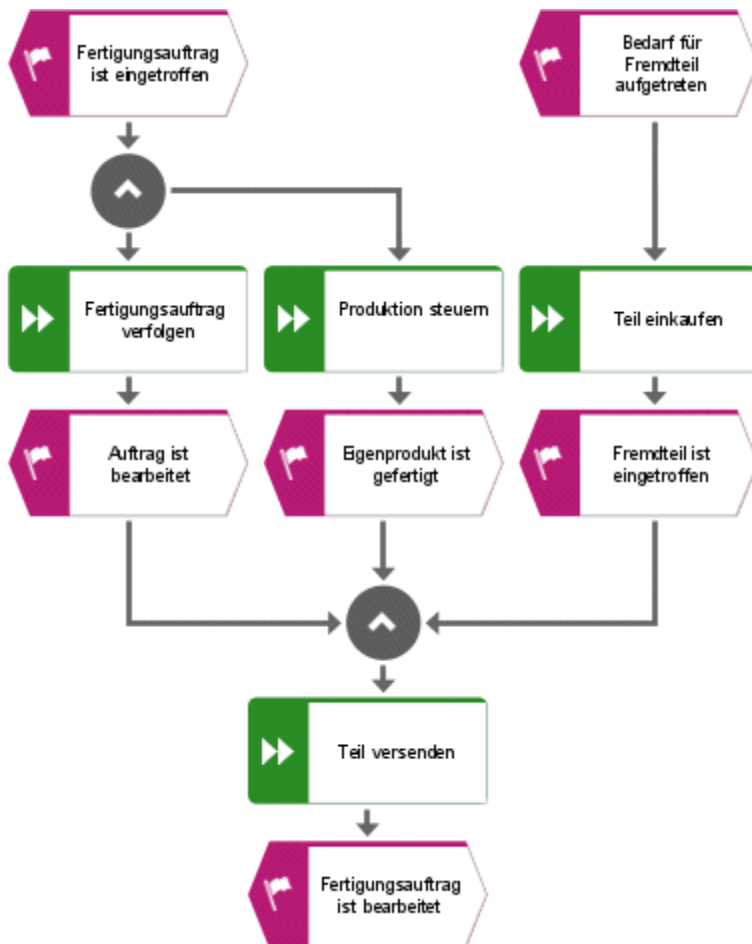 Fertigungsauftrag
ist eingetroffen
Bedarf für
Fremdteil
aufgetreten
Fertigungsauftrag
verfolgen
Produktion steuern
Teil einkaufen
Auftrag ist
bearbeitet
Eigenprodukt ist
gefertigt
Fremdteil ist
eingetroffen
Teil versenden
Fertigungsauftrag
ist bearbeitet